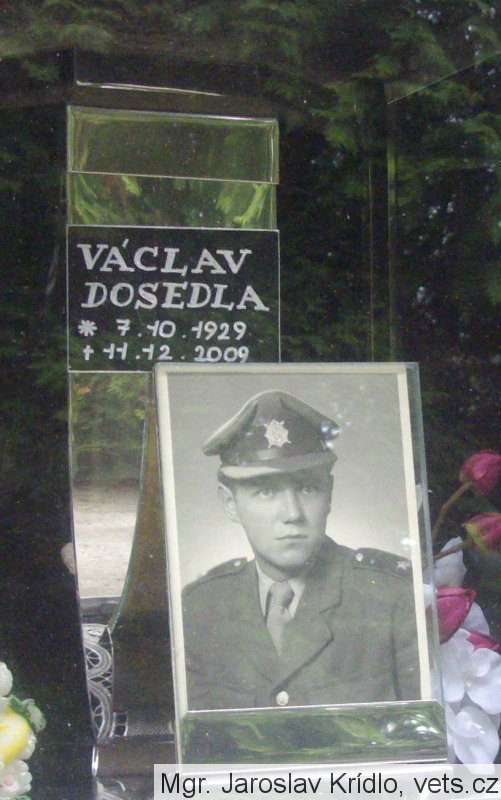 VÁCLAV
DOSEDLA
* 7.10.1929
+ 11.12.2009
Mgr. Jaroslav Krídlo, vets.cz